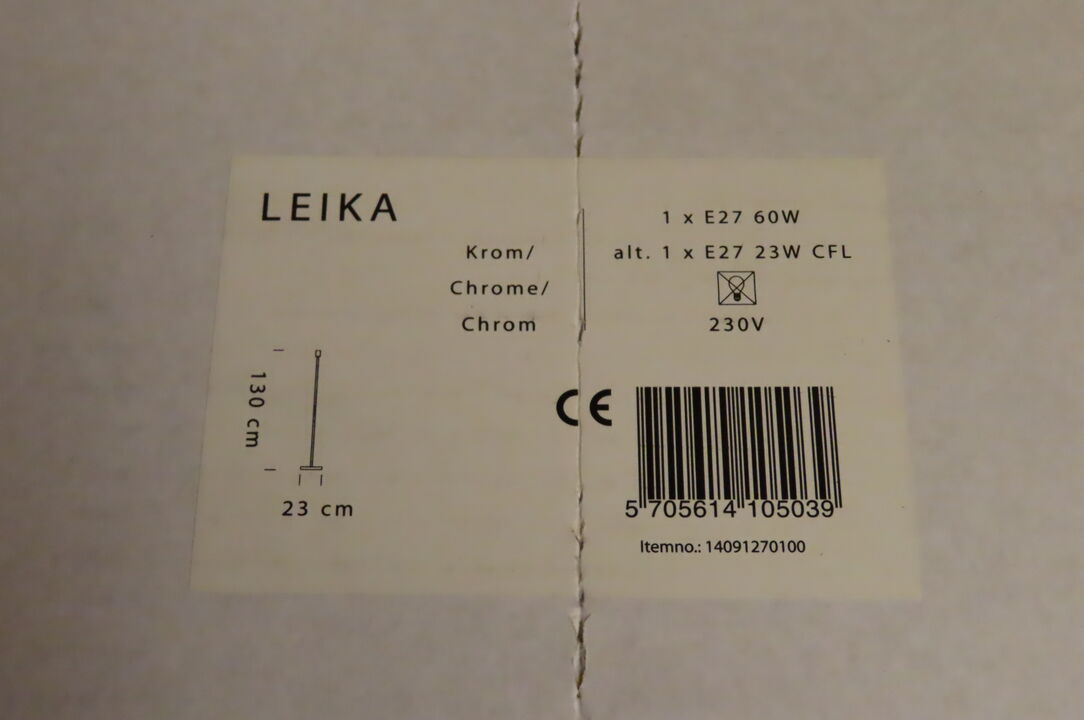 LEIKA
Krom/
Chrome/
Chrom
1 x E27 60W
alt. 1 x E27 23W CFL
230V
130 cm
23 cm
CE
5 705614 105039
Itemno.: 14091270100